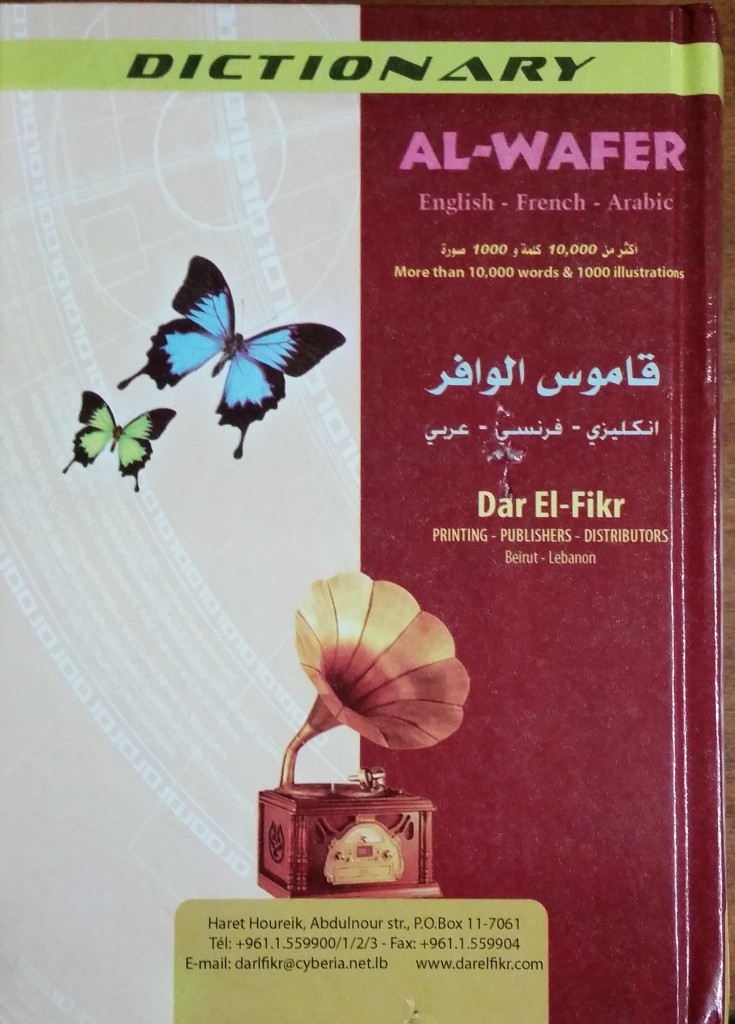 DICTIONARY
AL-WAFER
English - French - Arabic
اكثر من 10,000 كلمة و 1000 صورة
More than 10,000 words & 1000 illustrations
قاموس الوافر
انكليزي - فرنسي - عربي
Dar El-Fikr
PRINTING - PUBLISHERS - DISTRIBUTORS
Beirut - Lebanon
Haret Houreik, Abdulnour str., P.O.Box 11-7061
Tél: +961.1.559900/1/2/3 - Fax: +961.1.559904
E-mail: darlfikr@cyberia.net.lb www.darelfikr.com